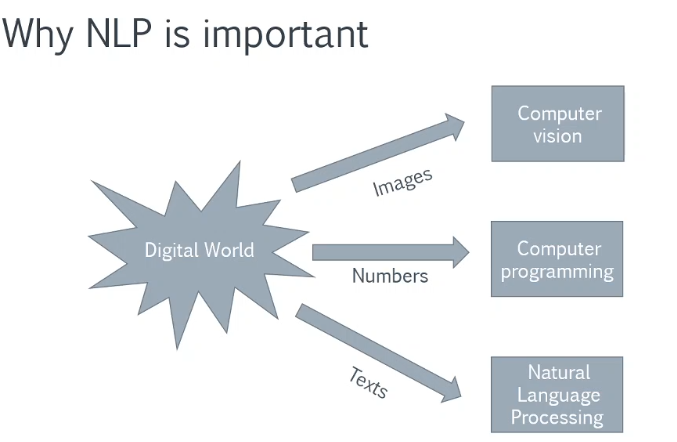 Why NLP is important
Computer
vision
Images
Digital World
Computer
programming
Numbers
Texts
Natural
Language
Processing